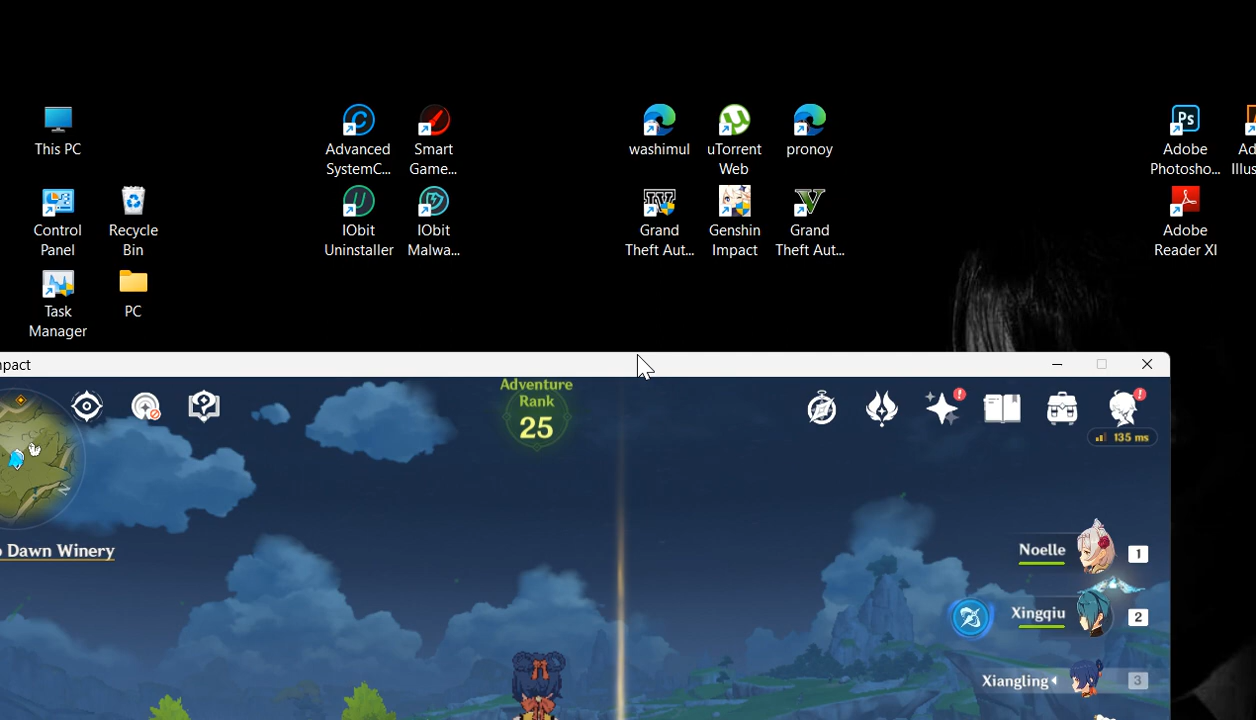 This PC
Advanced
SystemC...
Smart
Game...
washimul
uTorrent
Web
pronoy
Ps
Adobe
Photosho...
Ad
Illus
Control
Panel
Recycle
Bin
IObit
Uninstaller
IObit
Malwa...
Grand
Theft Aut...
Genshin
Impact
Grand
Theft Aut...
Adobe
Reader XI
Task
Manager
PC
mpact
Adventure
Rank
25
135 ms
N
Dawn Winery
Noelle 1
Xingqiu 2
Xiangling 3